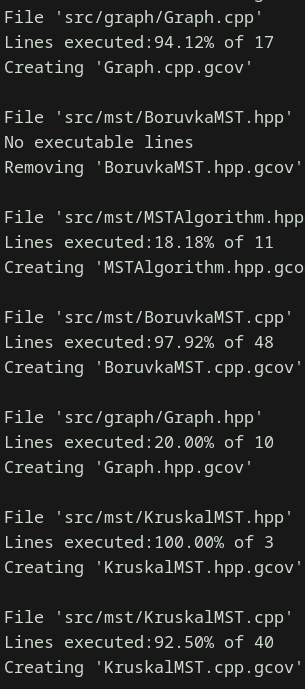 File 'src/graph/Graph.cpp'
Lines executed:94.12% of 17
Creating 'Graph.cpp.gcov'
File 'src/mst/BoruvkaMST.hpp'
No executable lines
Removing 'BoruvkaMST.hpp.gcov'
File 'src/mst/MSTAlgorithm.hpp
Lines executed:18.18% of 11
Creating 'MSTAlgorithm.hpp.gco
File 'src/mst/BoruvkaMST.cpp'
Lines executed:97.92% of 48
Creating 'BoruvkaMST.cpp.gcov'
File 'src/graph/Graph.hpp'
Lines executed:20.00% of 10
Creating 'Graph.hpp.gcov'
File 'src/mst/KruskalMST.hpp'
Lines executed:100.00% of 3
Creating 'KruskalMST.hpp.gcov'
File 'src/mst/KruskalMST.cpp'
Lines executed:92.50% of 40
Creating 'KruskalMST.cpp.gcov'